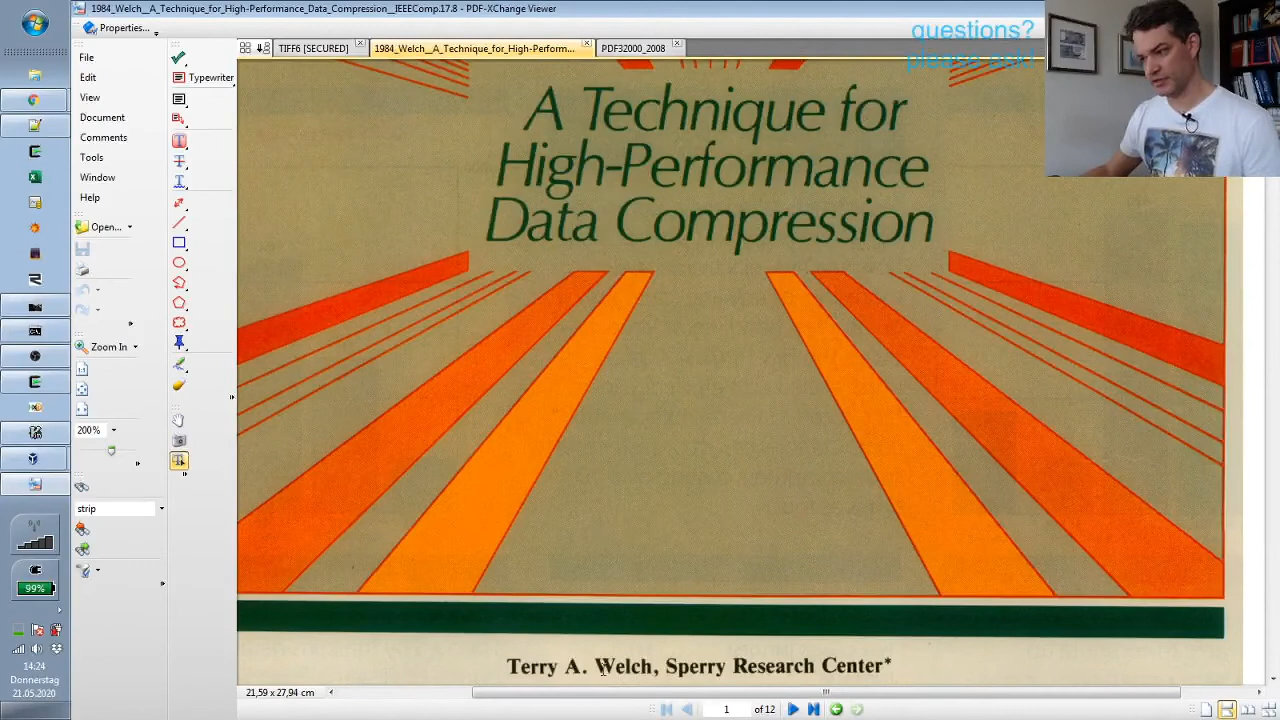 1984_Welch__A_Technique_for_High-Performance_Data_Compression__IEEEComp.17.8 - PDF-XChange Viewer
Properties...
questions?
please ask!
TIFF6 [SECURED]
1984_Welch__A_Technique_for_High-Perform...
PDF32000_2008
File
Edit
View
Document
Comments
Tools
Window
Help
Typewriter
Open...
Zoom In
200%
strip
A Technique for
High-Performance
Data Compression
Terry A. Welch, Sperry Research Center*
99%
14:24
Donnerstag
21.05.2020
21,59 x 27,94 cm
1
of 12